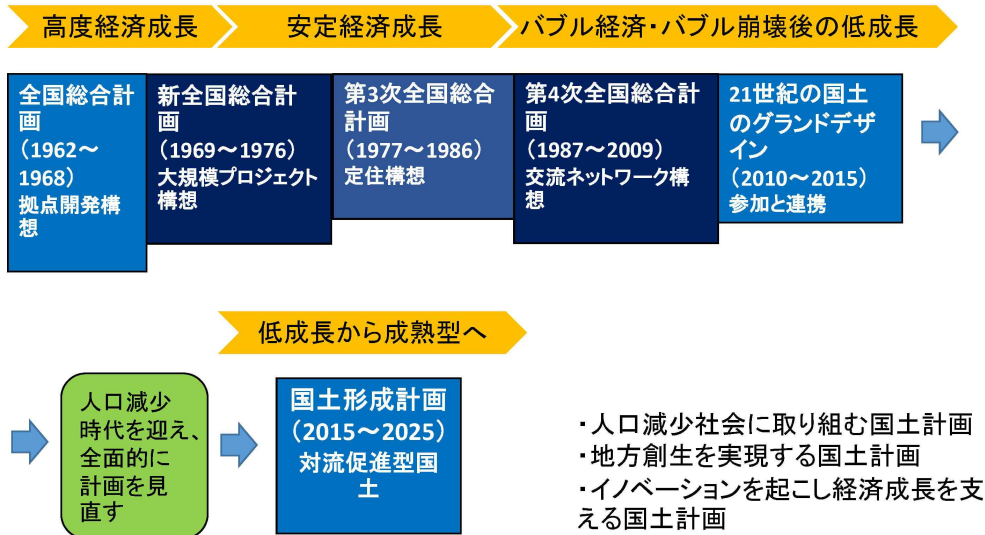 高度経済成長
安定経済成長
バブル経済・バブル崩壊後の低成長
全国総合計
画
(1962～
1968)
拠点開発構
想
新全国総合計
画
(1969～1976)
大規模プロジェクト
構想
第3次全国総合
計画
(1977～1986)
定住構想
第4次全国総合計
画
(1987～2009)
交流ネットワーク構
想
21世紀の国土
のグランドデザ
イン
(2010～2015)
参加と連携
低成長から成熟型へ
人口減少
時代を迎え、
全面的に
計画を見
直す
国土形成計画
(2015～2025)
対流促進型国
土
・人口減少社会に取り組む国土計画
・地方創生を実現する国土計画
・イノベーションを起こし経済成長を支
える国土計画